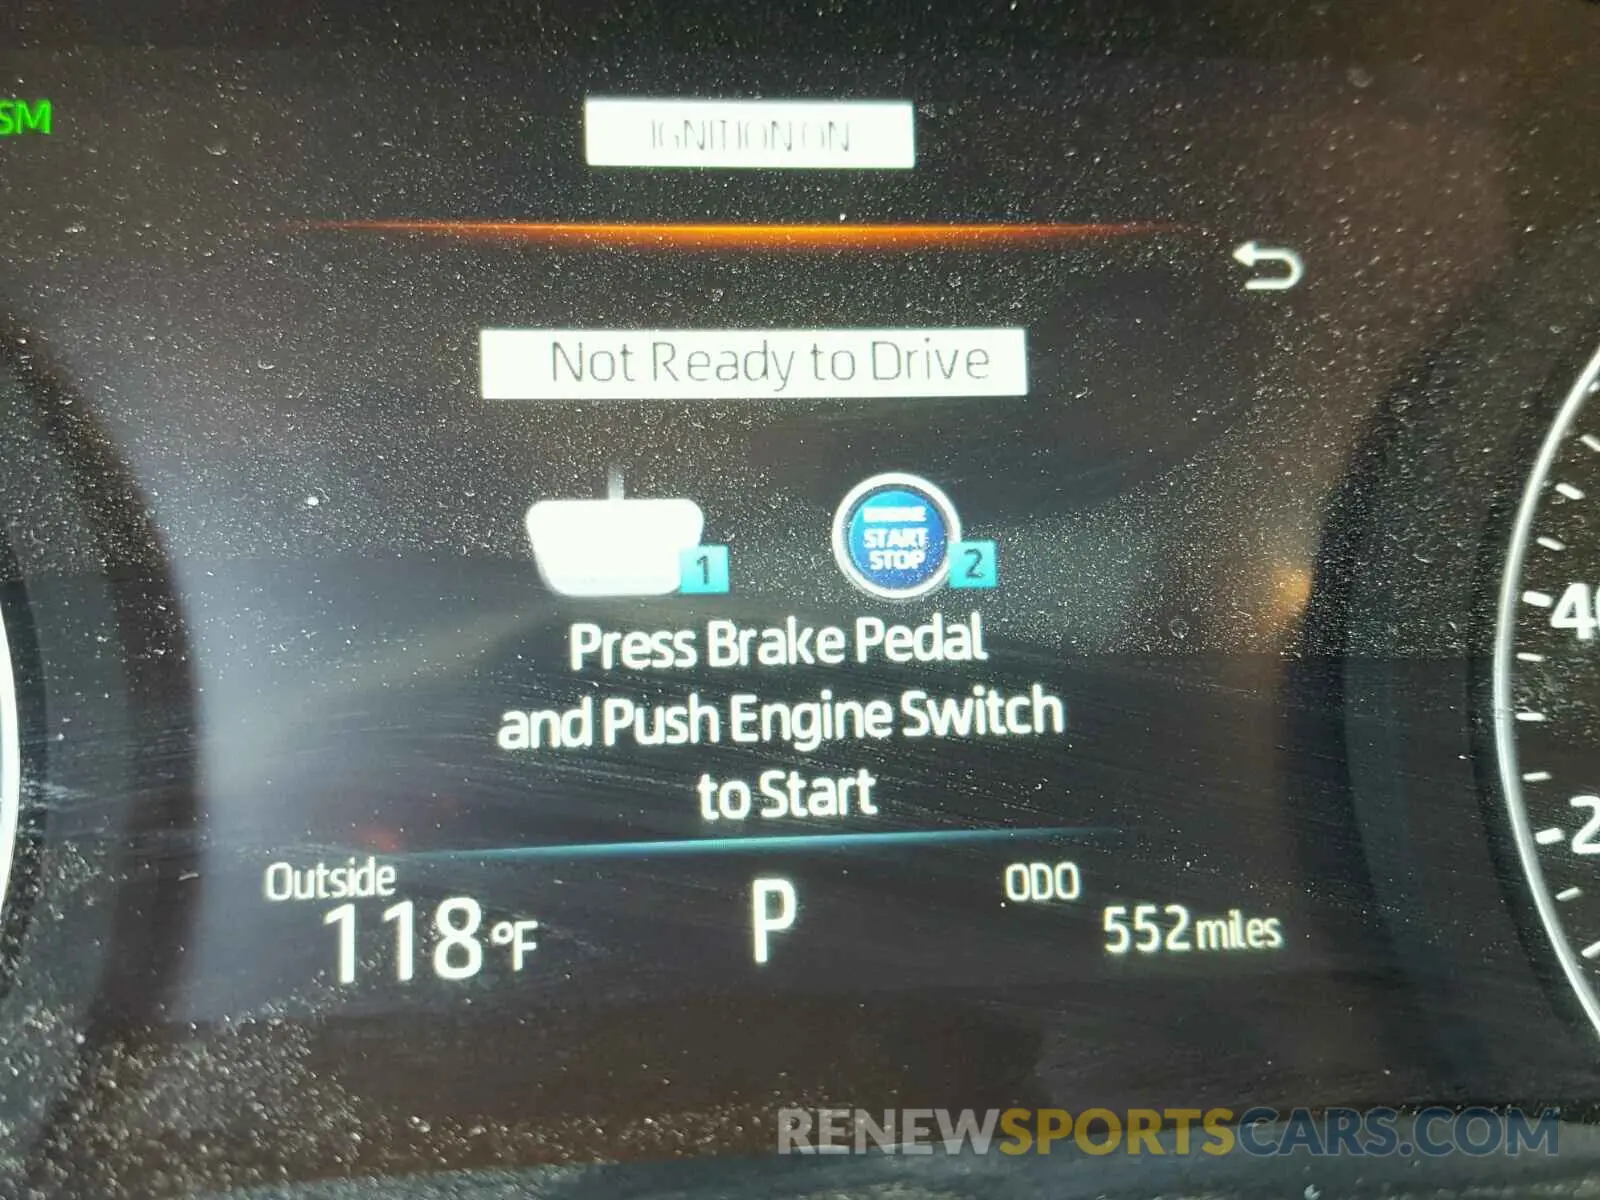 IGNITION ON
Not Ready to Drive
START
STOP
1
2
Press Brake Pedal
and Push Engine Switch
to Start
Outside
118°F
P
ODO
552 miles
RENEWSPORTSCARS.COM